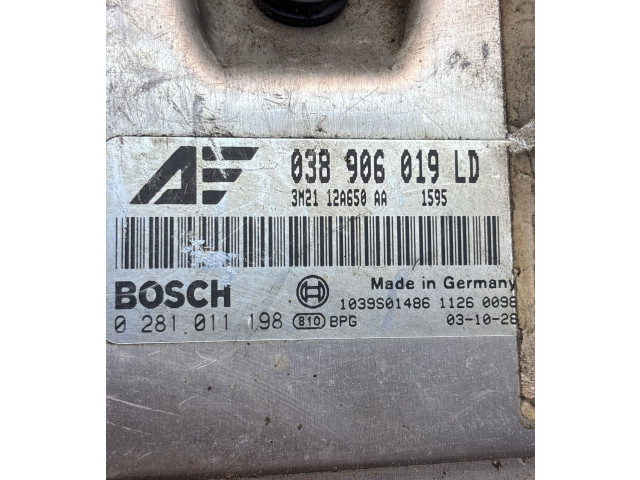 AE 038 906 019 LD
3M21 12A650 AA 1595
BOSCH Made in Germany
1039S01486 1126 0098
0 281 011 198 810 BPG 03-10-28